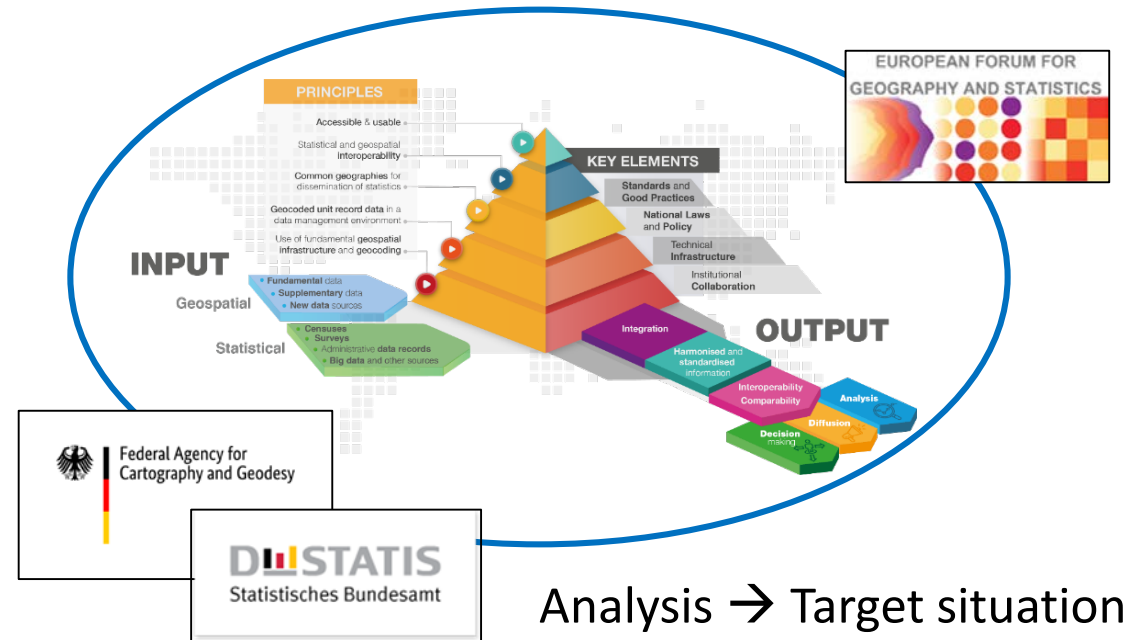 EUROPEAN FORUM FOR
GEOGRAPHY AND STATISTICS
PRINCIPLES
Accessible & usable
Statistical and geospatial
interoperability
Common geographies for
dissemination of statistics
Geocoded unit record data in a
data management environment
Use of fundamental geospatial
infrastructure and geocoding
KEY ELEMENTS
Standards and
Good Practices
National Laws
and Policy
Technical
Infrastructure
Institutional
Collaboration
INPUT
Geospatial
• Fundamental data
• Supplementary data
• New data sources
Statistical
• Censuses
• Surveys
• Administrative data records
• Big data and other sources
OUTPUT
Integration
Harmonised and
standardised
information
Interoperability
Comparability
Analysis
Diffusion
Decision
making
Federal Agency for
Cartography and Geodesy
DESTATIS
Statistisches Bundesamt
Analysis → Target situation